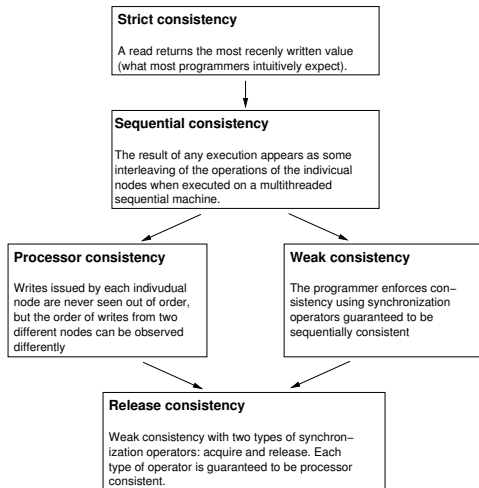 Strict consistency
A read returns the most recenly written value
(what most programmers intuitively expect).
Sequential consistency
The result of any execution appears as some
interleaving of the operations of the indivicual
nodes when executed on a multithreaded
sequential machine.
Processor consistency
Writes issued by each indivudual
node are never seen out of order,
but the order of writes from two
different nodes can be observed
differently
Weak consistency
The programmer enforces con−
sistency using synchronization
operators guaranteed to be
sequentially consistent
Release consistency
Weak consistency with two types of synchron−
ization operators: acquire and release. Each
type of operator is guaranteed to be processor
consistent.